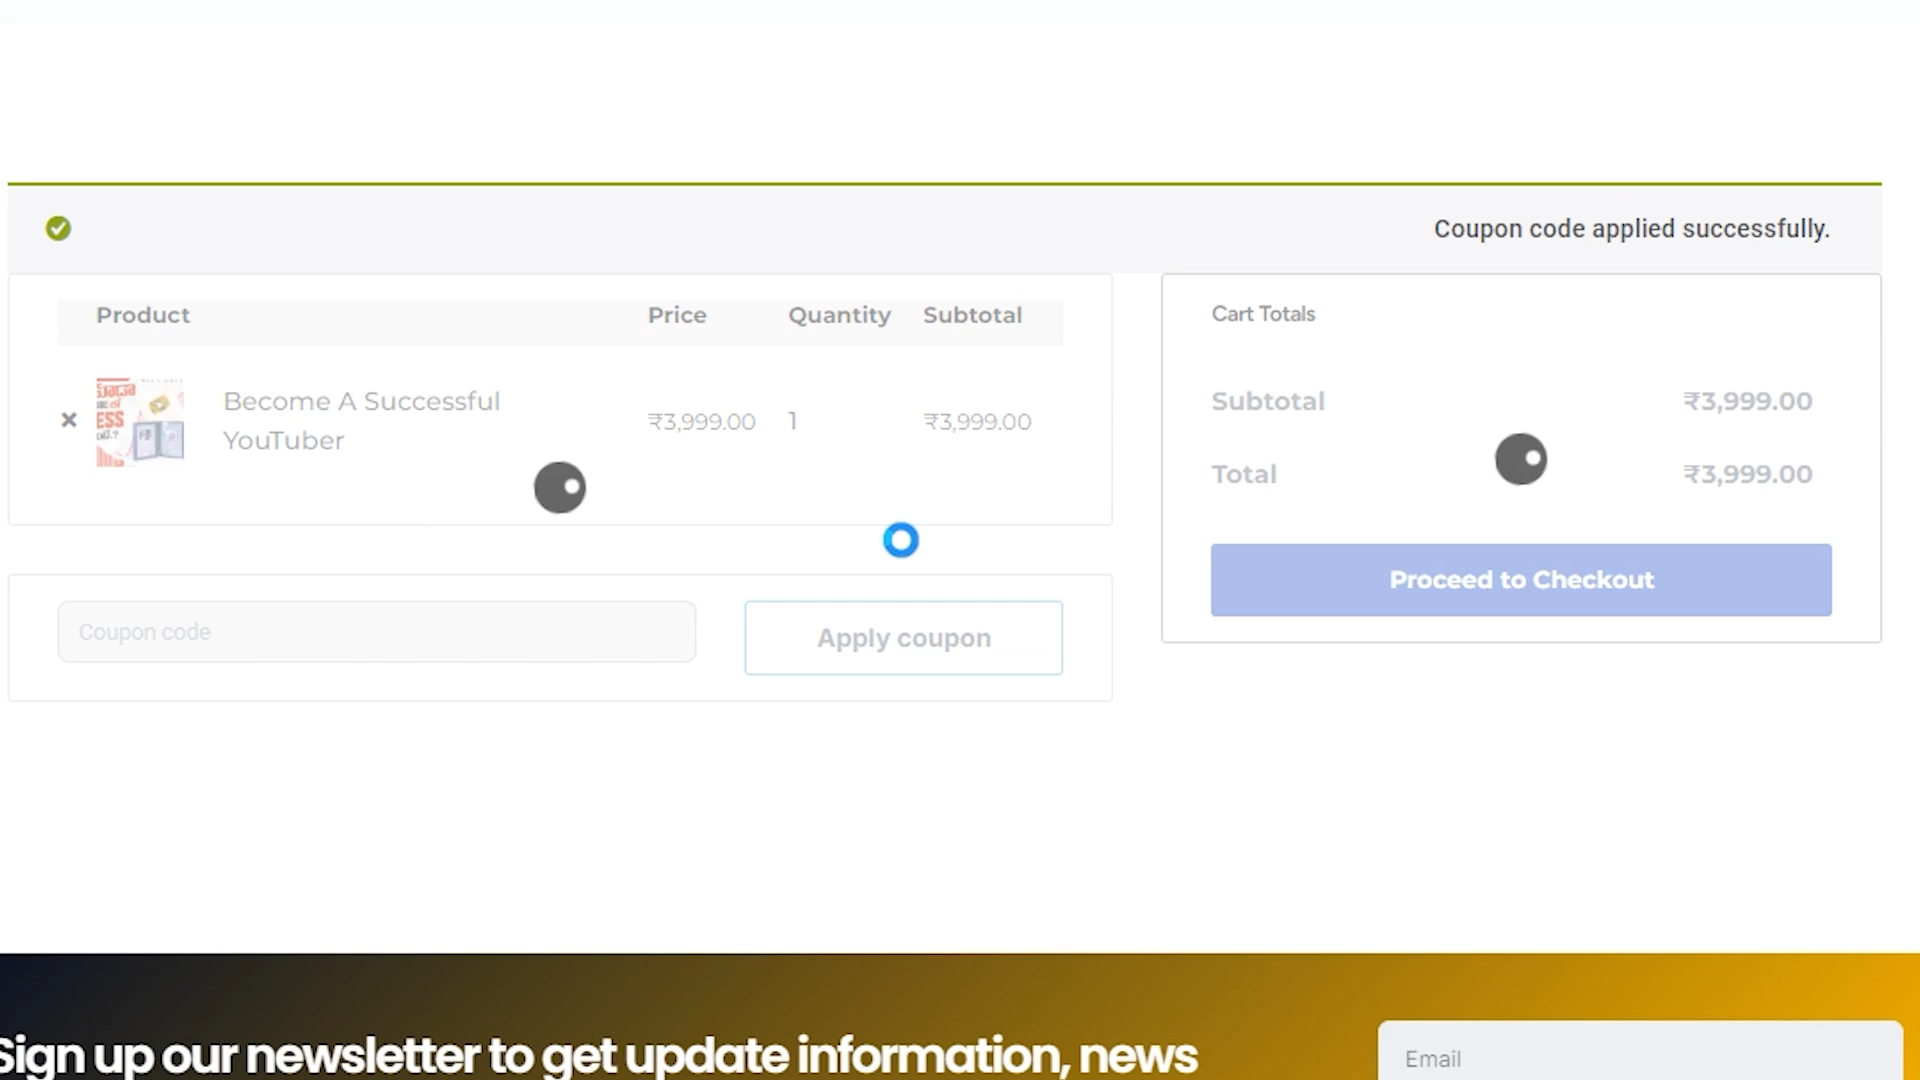 Coupon code applied successfully.
Product Price Quantity Subtotal
Become A Successful
YouTuber
₹3,999.00 1 ₹3,999.00
Coupon code
Apply coupon
Cart Totals
Subtotal ₹3,999.00
Total ₹3,999.00
Proceed to Checkout
Sign up our newsletter to get update information, news
Email